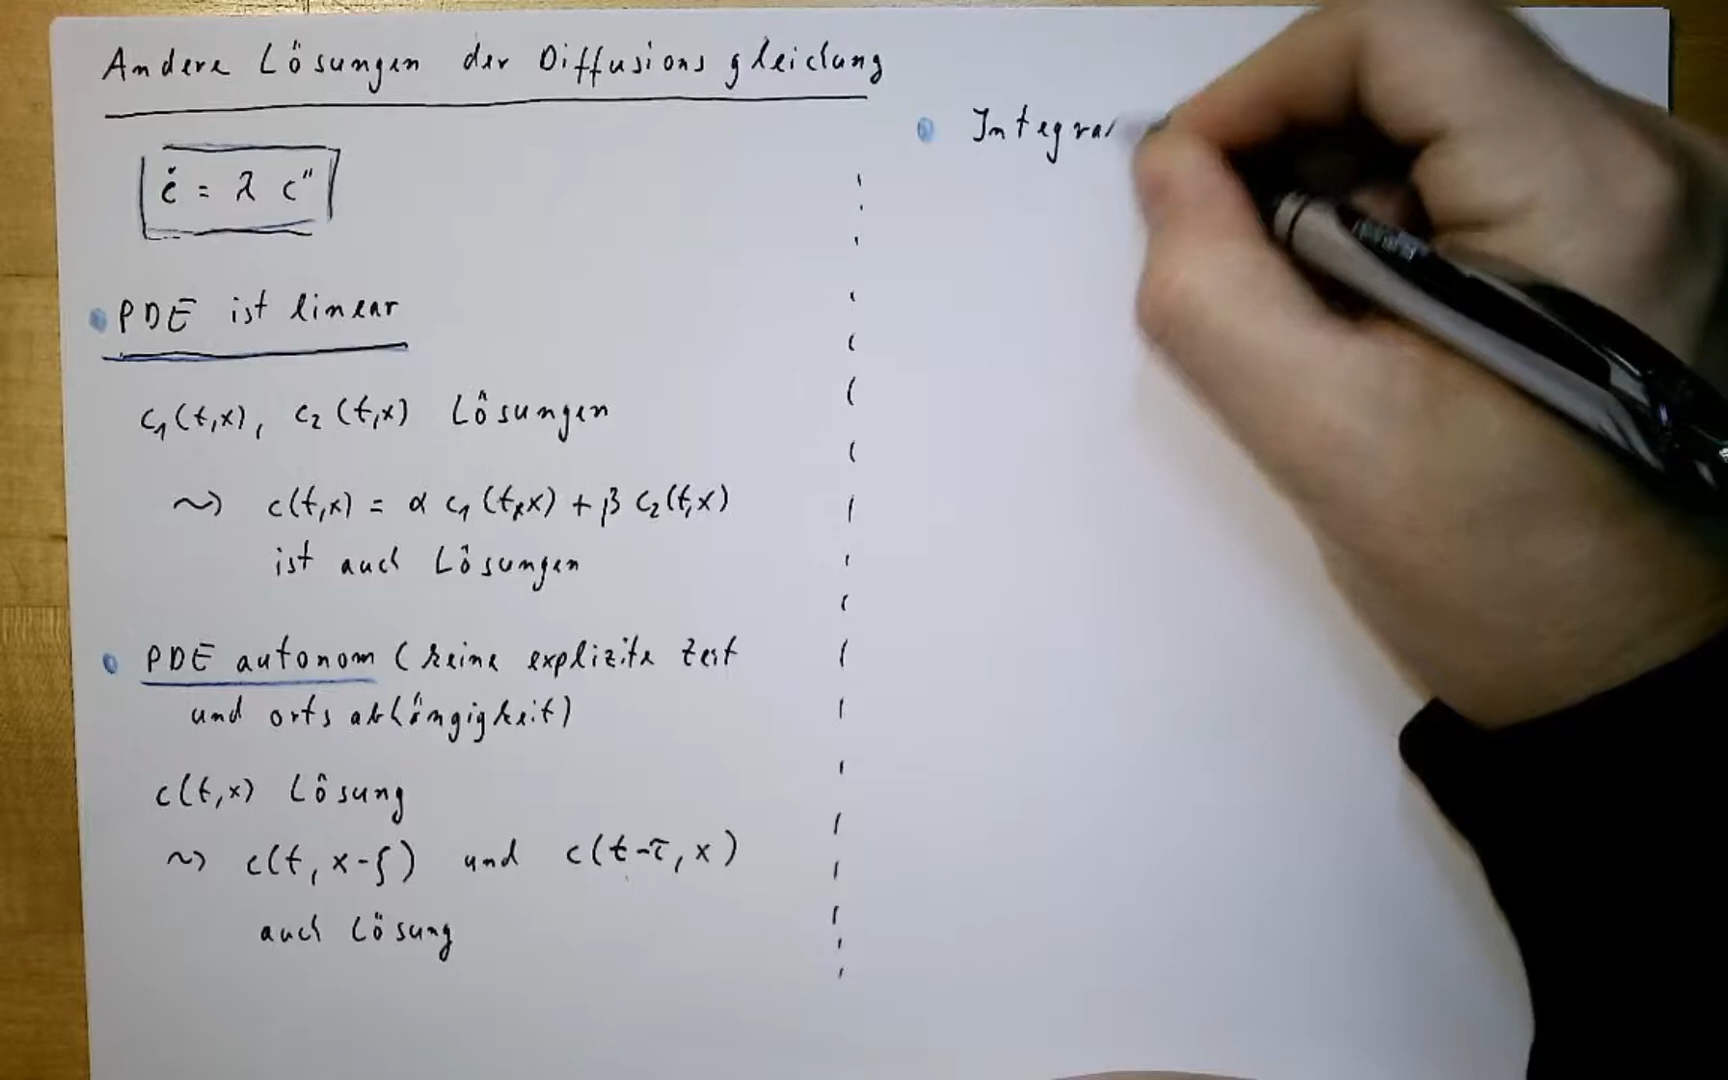 Andere Lösungen der Diffusionsgleichung
ċ = λ c"
• PDE ist linear
c₁(t,x), c₂(t,x) Lösungen
~> c(t,x) = α c₁(t,x) + β c₂(t,x)
ist auch Lösungen
• PDE autonom (keine explizite Zeit
und ortsabhängigkeit)
c(t,x) Lösung
~> c(t, x-ξ) und c(t-τ, x)
auch Lösung
• Integra